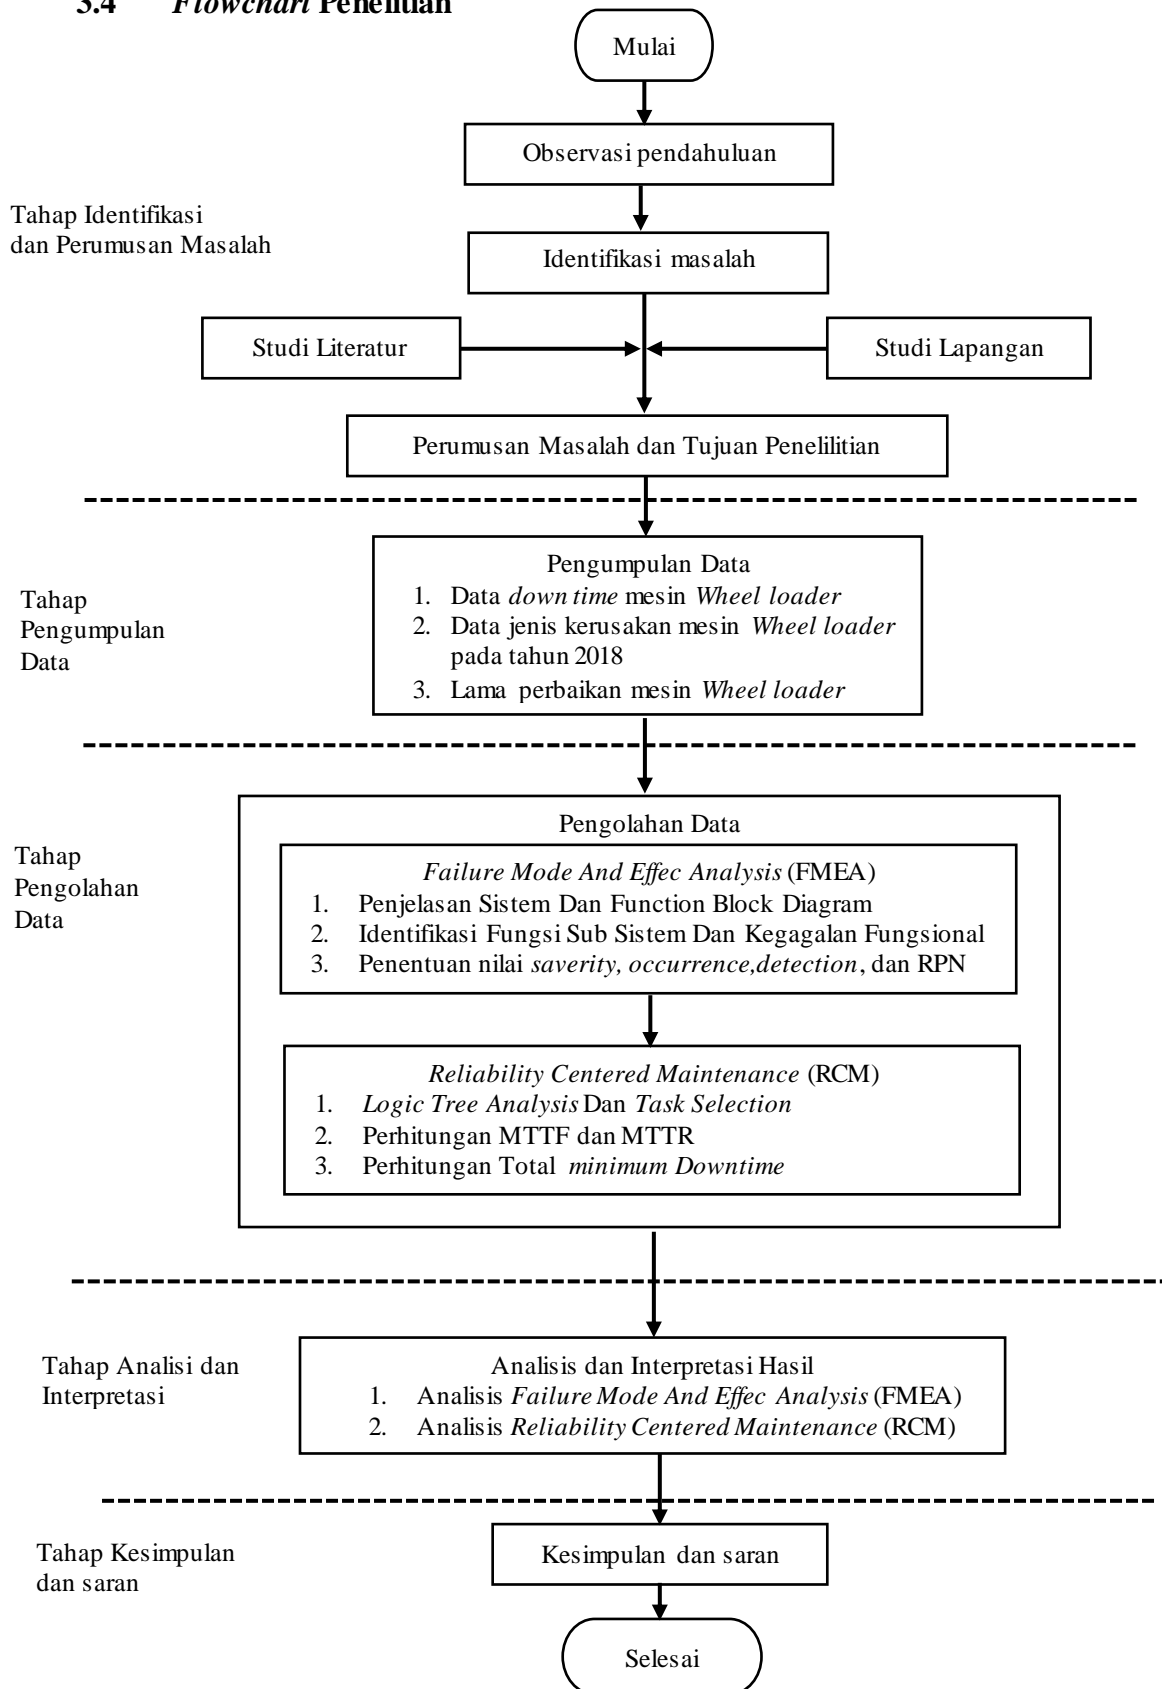 3.4 Flowchart Penelitian
Mulai
Observasi pendahuluan
Tahap Identifikasi
dan Perumusan Masalah
Identifikasi masalah
Studi Literatur
Studi Lapangan
Perumusan Masalah dan Tujuan Penelilitian
Tahap
Pengumpulan
Data
Pengumpulan Data
1. Data down time mesin Wheel loader
2. Data jenis kerusakan mesin Wheel loader
pada tahun 2018
3. Lama perbaikan mesin Wheel loader
Tahap
Pengolahan
Data
Pengolahan Data
Failure Mode And Effec Analysis (FMEA)
1. Penjelasan Sistem Dan Function Block Diagram
2. Identifikasi Fungsi Sub Sistem Dan Kegagalan Fungsional
3. Penentuan nilai saverity, occurrence,detection, dan RPN
Reliability Centered Maintenance (RCM)
1. Logic Tree Analysis Dan Task Selection
2. Perhitungan MTTF dan MTTR
3. Perhitungan Total minimum Downtime
Tahap Analisi dan
Interpretasi
Analisis dan Interpretasi Hasil
1. Analisis Failure Mode And Effec Analysis (FMEA)
2. Analisis Reliability Centered Maintenance (RCM)
Tahap Kesimpulan
dan saran
Kesimpulan dan saran
Selesai